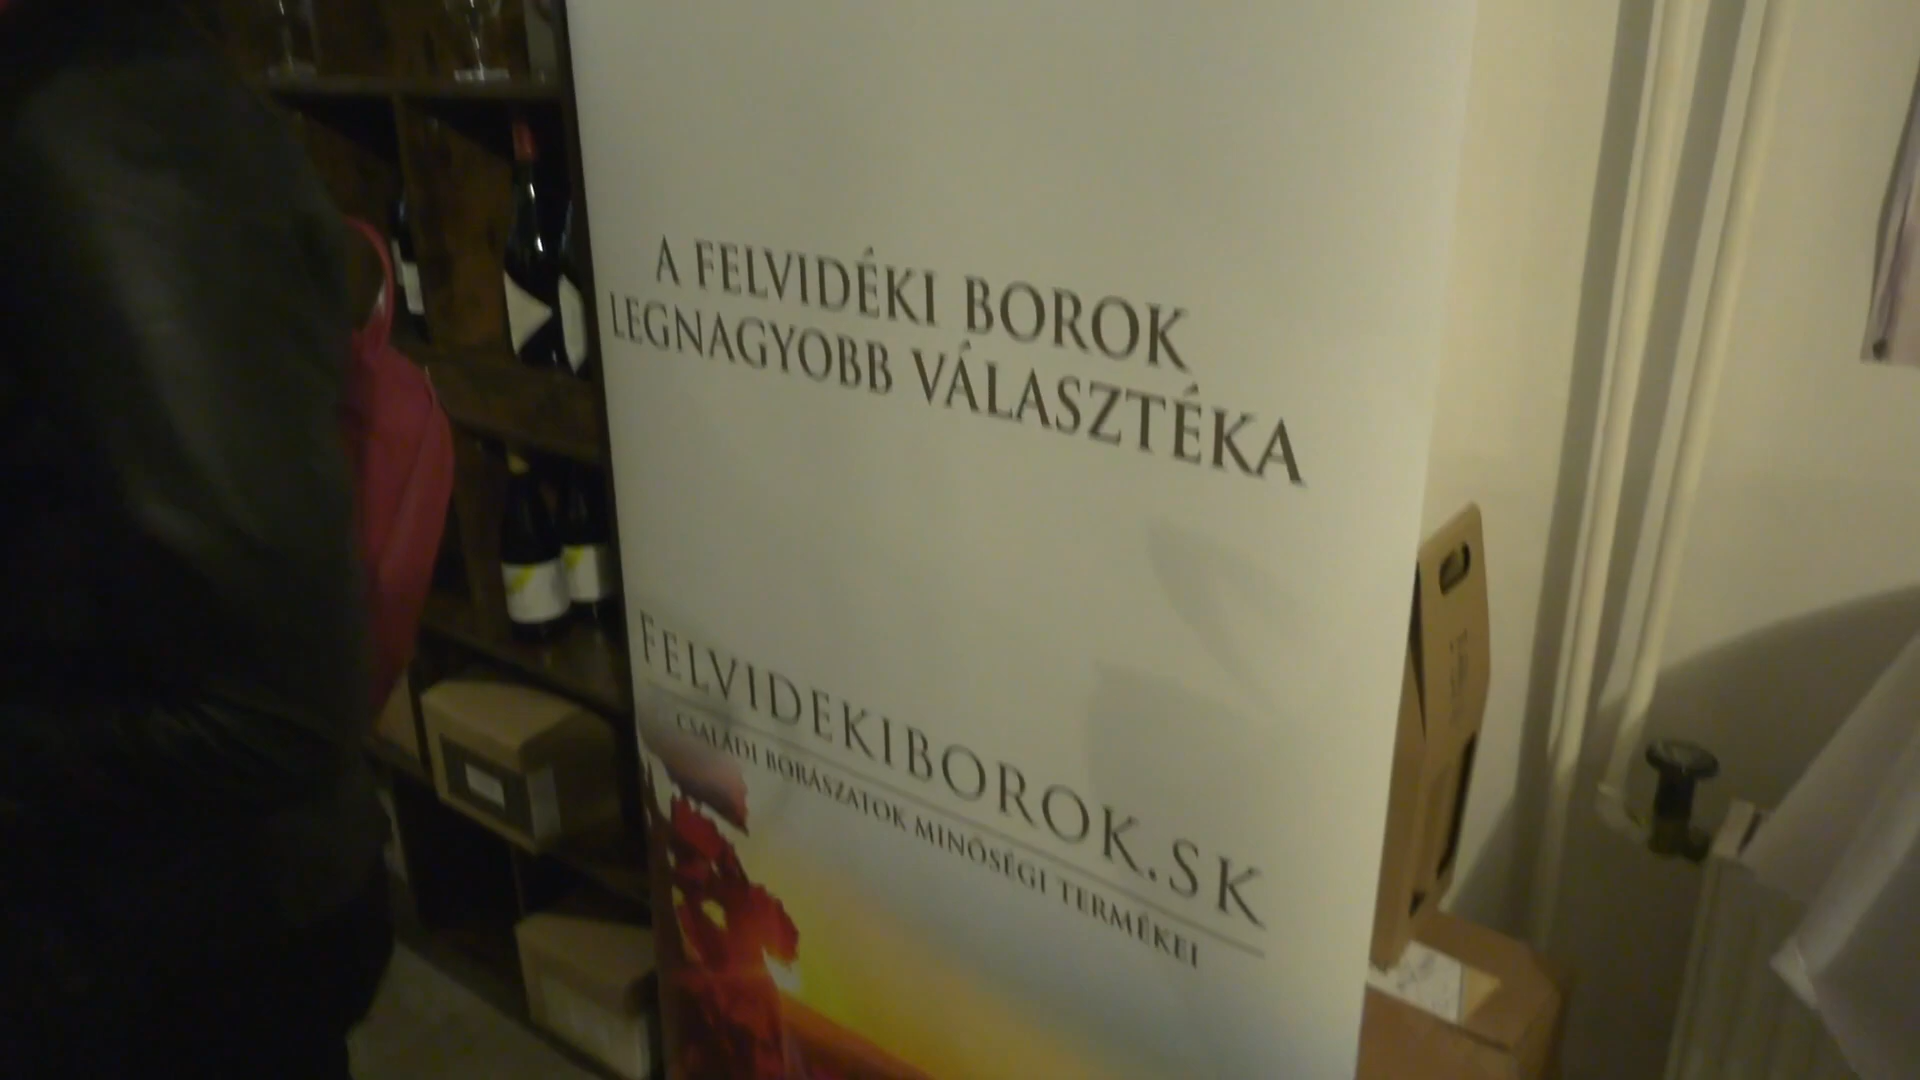 A FELVIDÉKI BOROK
LEGNAGYOBB VÁLASZTÉKA
FELVIDEKIBOROK.SK
CSALÁDI BORÁSZATOK MINŐSÉGI TERMÉKEI